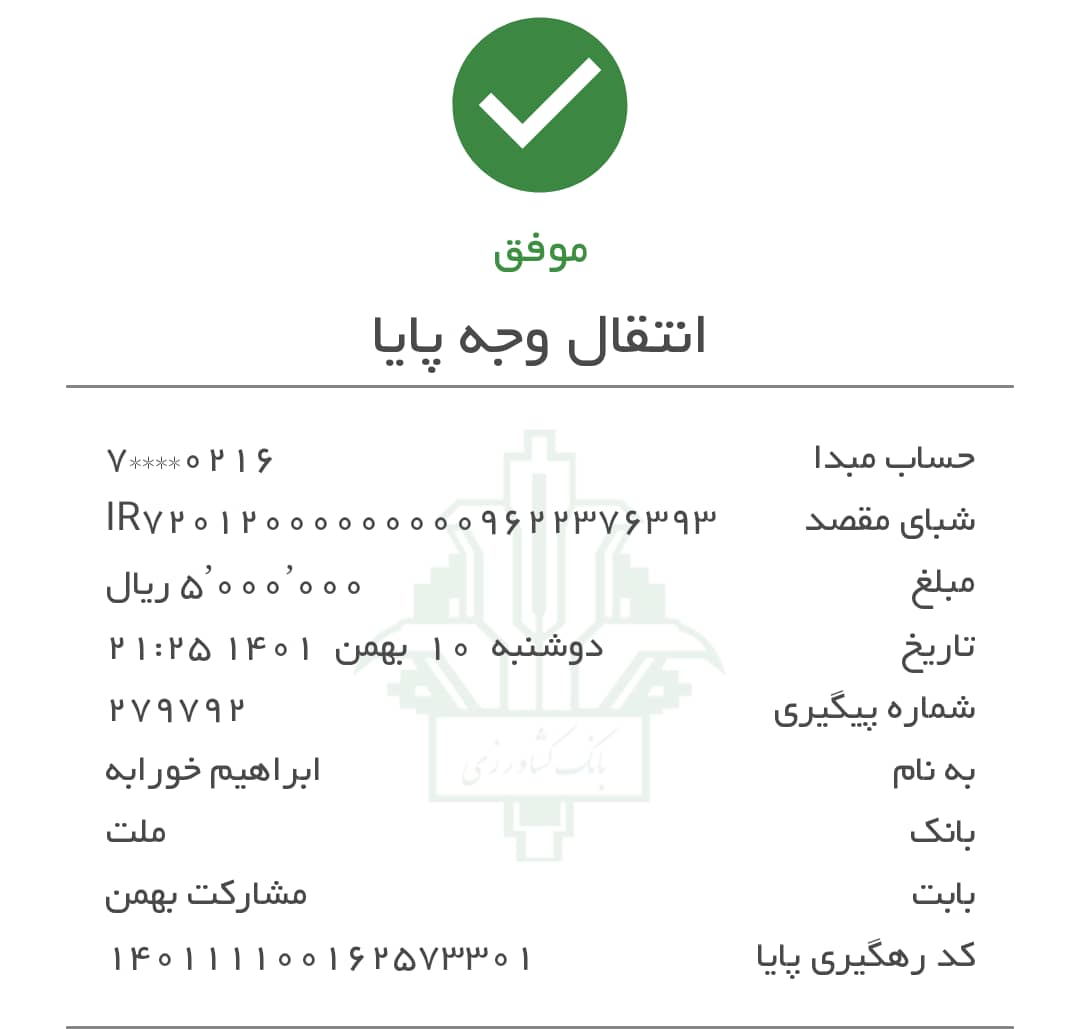 موفق
انتقال وجه پایا
حساب مبدا ۷****۰۲۱۶
شبای مقصد IR۷۲۰۱۲۰۰۰۰۰۰۰۰۰۹۶۲۲۳۷۶۳۹۳
مبلغ ۵٬۰۰۰٬۰۰۰ ریال
تاریخ دوشنبه ۱۰ بهمن ۱۴۰۱ ۲۱:۲۵
شماره پیگیری ۲۷۹۷۹۲
به نام ابراهیم خورابه
بانک ملت
بابت مشارکت بهمن
کد رهگیری پایا ۱۴۰۱۱۱۱۰۰۱۶۲۵۷۳۳۰۱
بانک کشاورزی